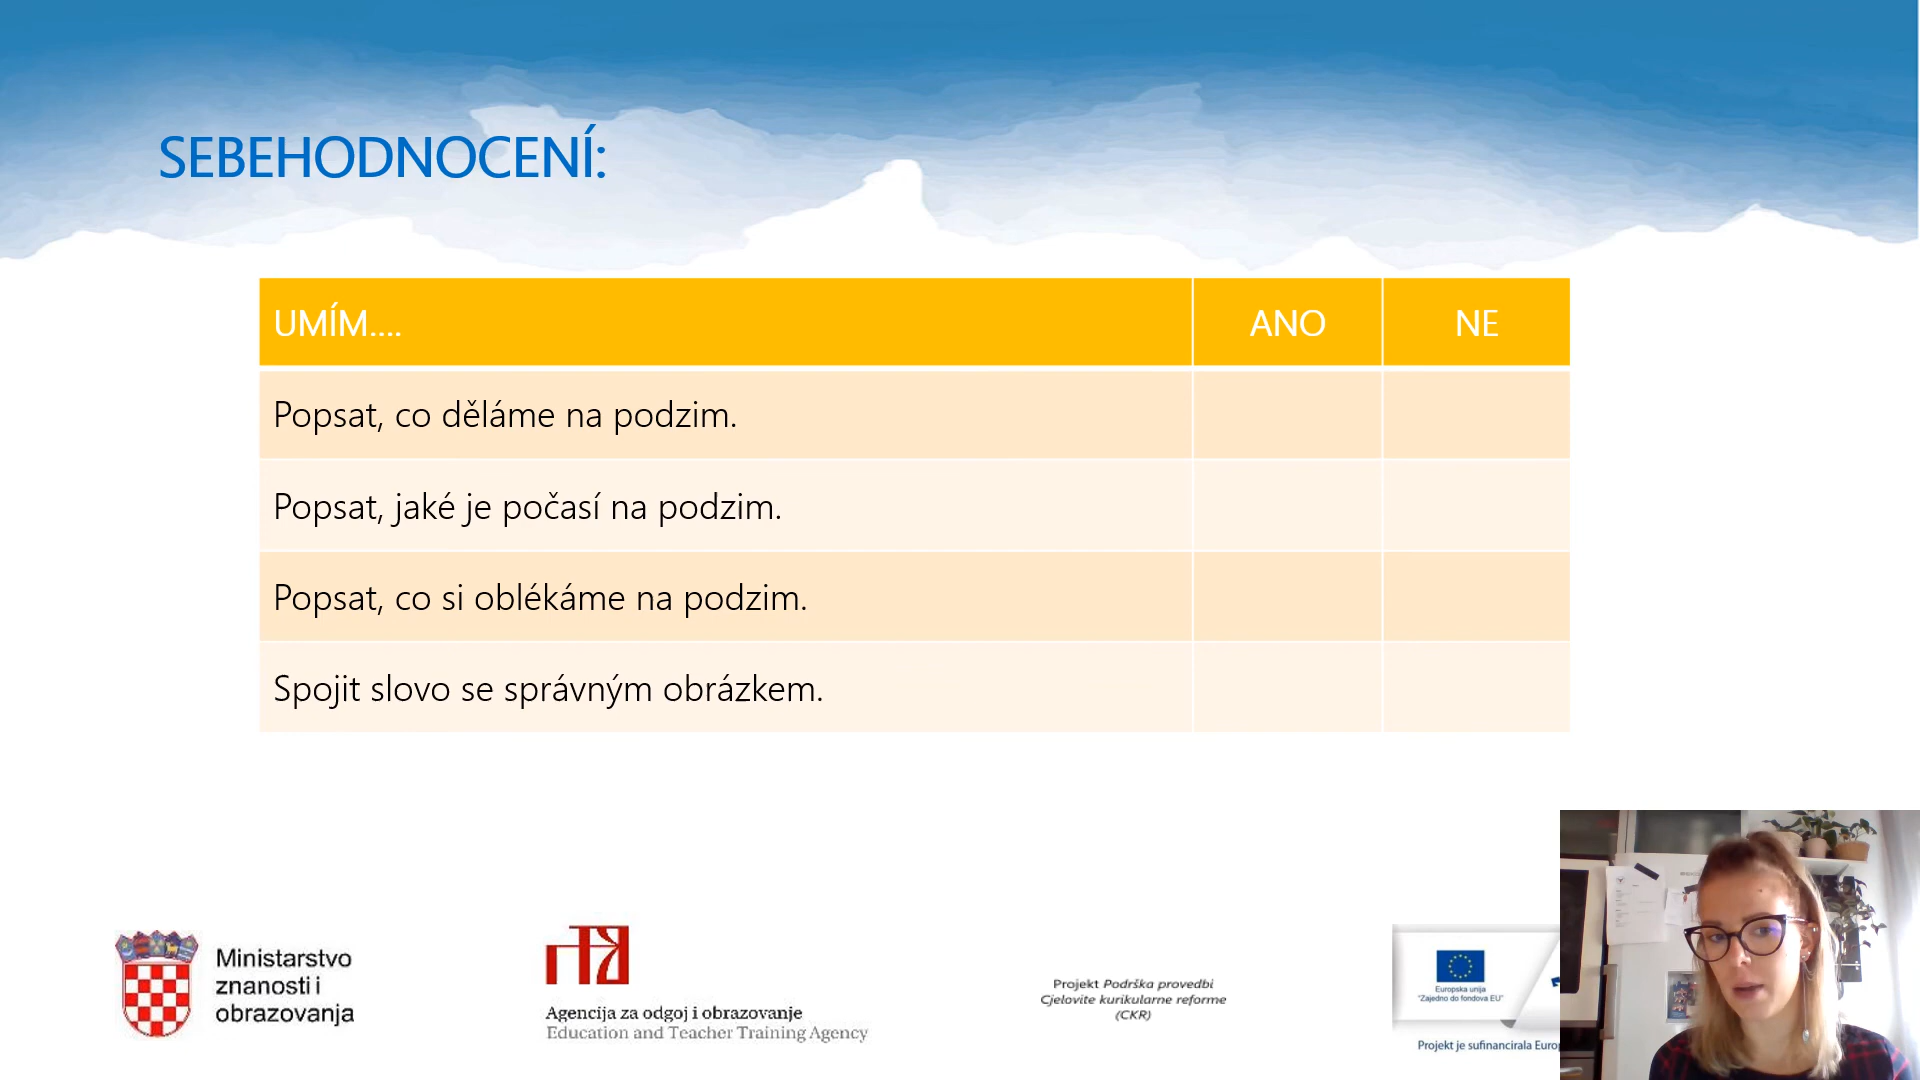 SEBEHODNOCENÍ:
UMÍM.... ANO NE
Popsat, co děláme na podzim.
Popsat, jaké je počasí na podzim.
Popsat, co si oblékáme na podzim.
Spojit slovo se správným obrázkem.
Ministarstvo
znanosti i
obrazovanja
Agencija za odgoj i obrazovanje
Education and Teacher Training Agency
Projekt Podrška provedbi
Cjelovite kurikularne reforme
(CKR)
Europska unija
"Zajedno do fondova EU"
Projekt je sufinancirala Euro